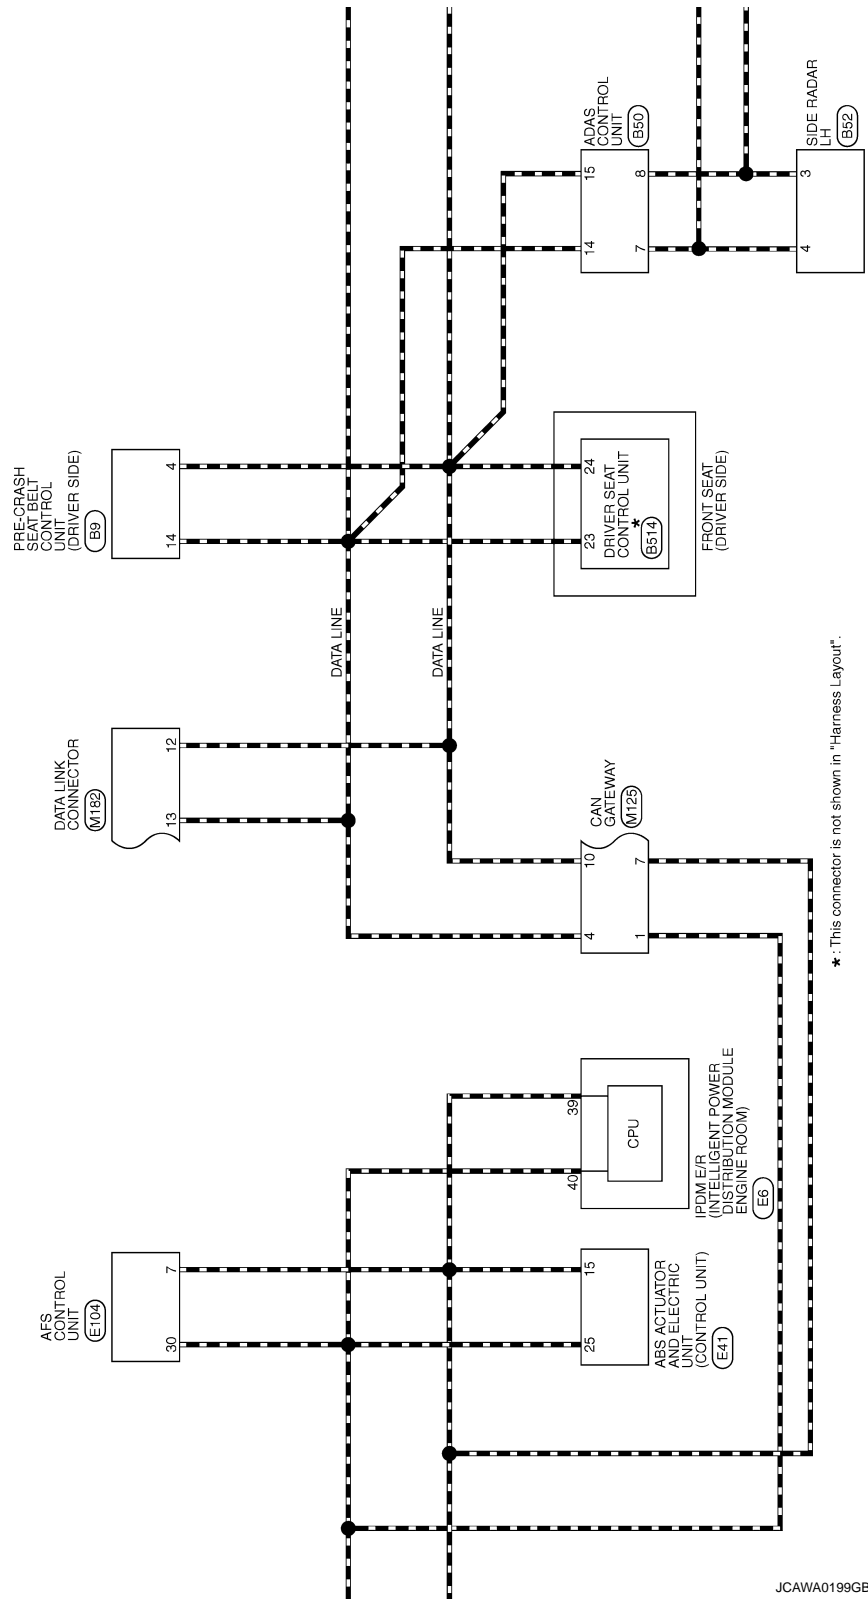 AFS
CONTROL
UNIT
E104
30
7
DATA LINK
CONNECTOR
M182
13
12
PRE-CRASH
SEAT BELT
CONTROL
UNIT
(DRIVER SIDE)
B9
14
4
DATA LINE
DATA LINE
25
15
ABS ACTUATOR
AND ELECTRIC
UNIT
(CONTROL UNIT)
E41
40
39
CPU
IPDM E/R
(INTELLIGENT POWER
DISTRIBUTION MODULE
ENGINE ROOM)
E6
CAN
GATEWAY
M125
4
10
1
7
23
24
DRIVER SEAT
CONTROL UNIT
*
B514
FRONT SEAT
(DRIVER SIDE)
ADAS
CONTROL
UNIT
B50
14
15
7
8
SIDE RADAR
LH
B52
4
3
* : This connector is not shown in "Harness Layout".
JCAWA0199GB